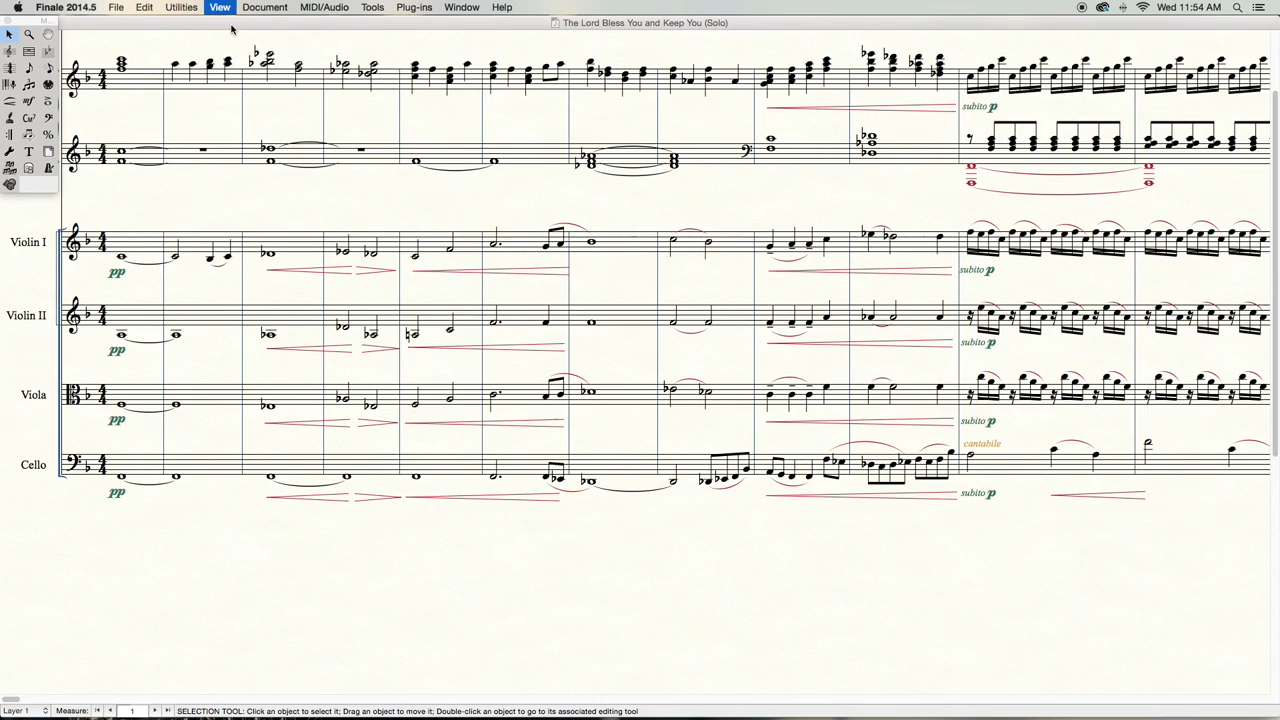 Finale 2014.5 File Edit Utilities View Document MIDI/Audio Tools Plug-ins Window Help Wed 11:54 AM
The Lord Bless You and Keep You (Solo)
subito p
Violin I
pp
subito p
Violin II
pp
subito p
Viola
pp
subito p
cantabile
Cello
pp
subito p
Layer 1 Measure: 1 SELECTION TOOL: Click an object to select it; Drag an object to move it; Double-click an object to go to its associated editing tool